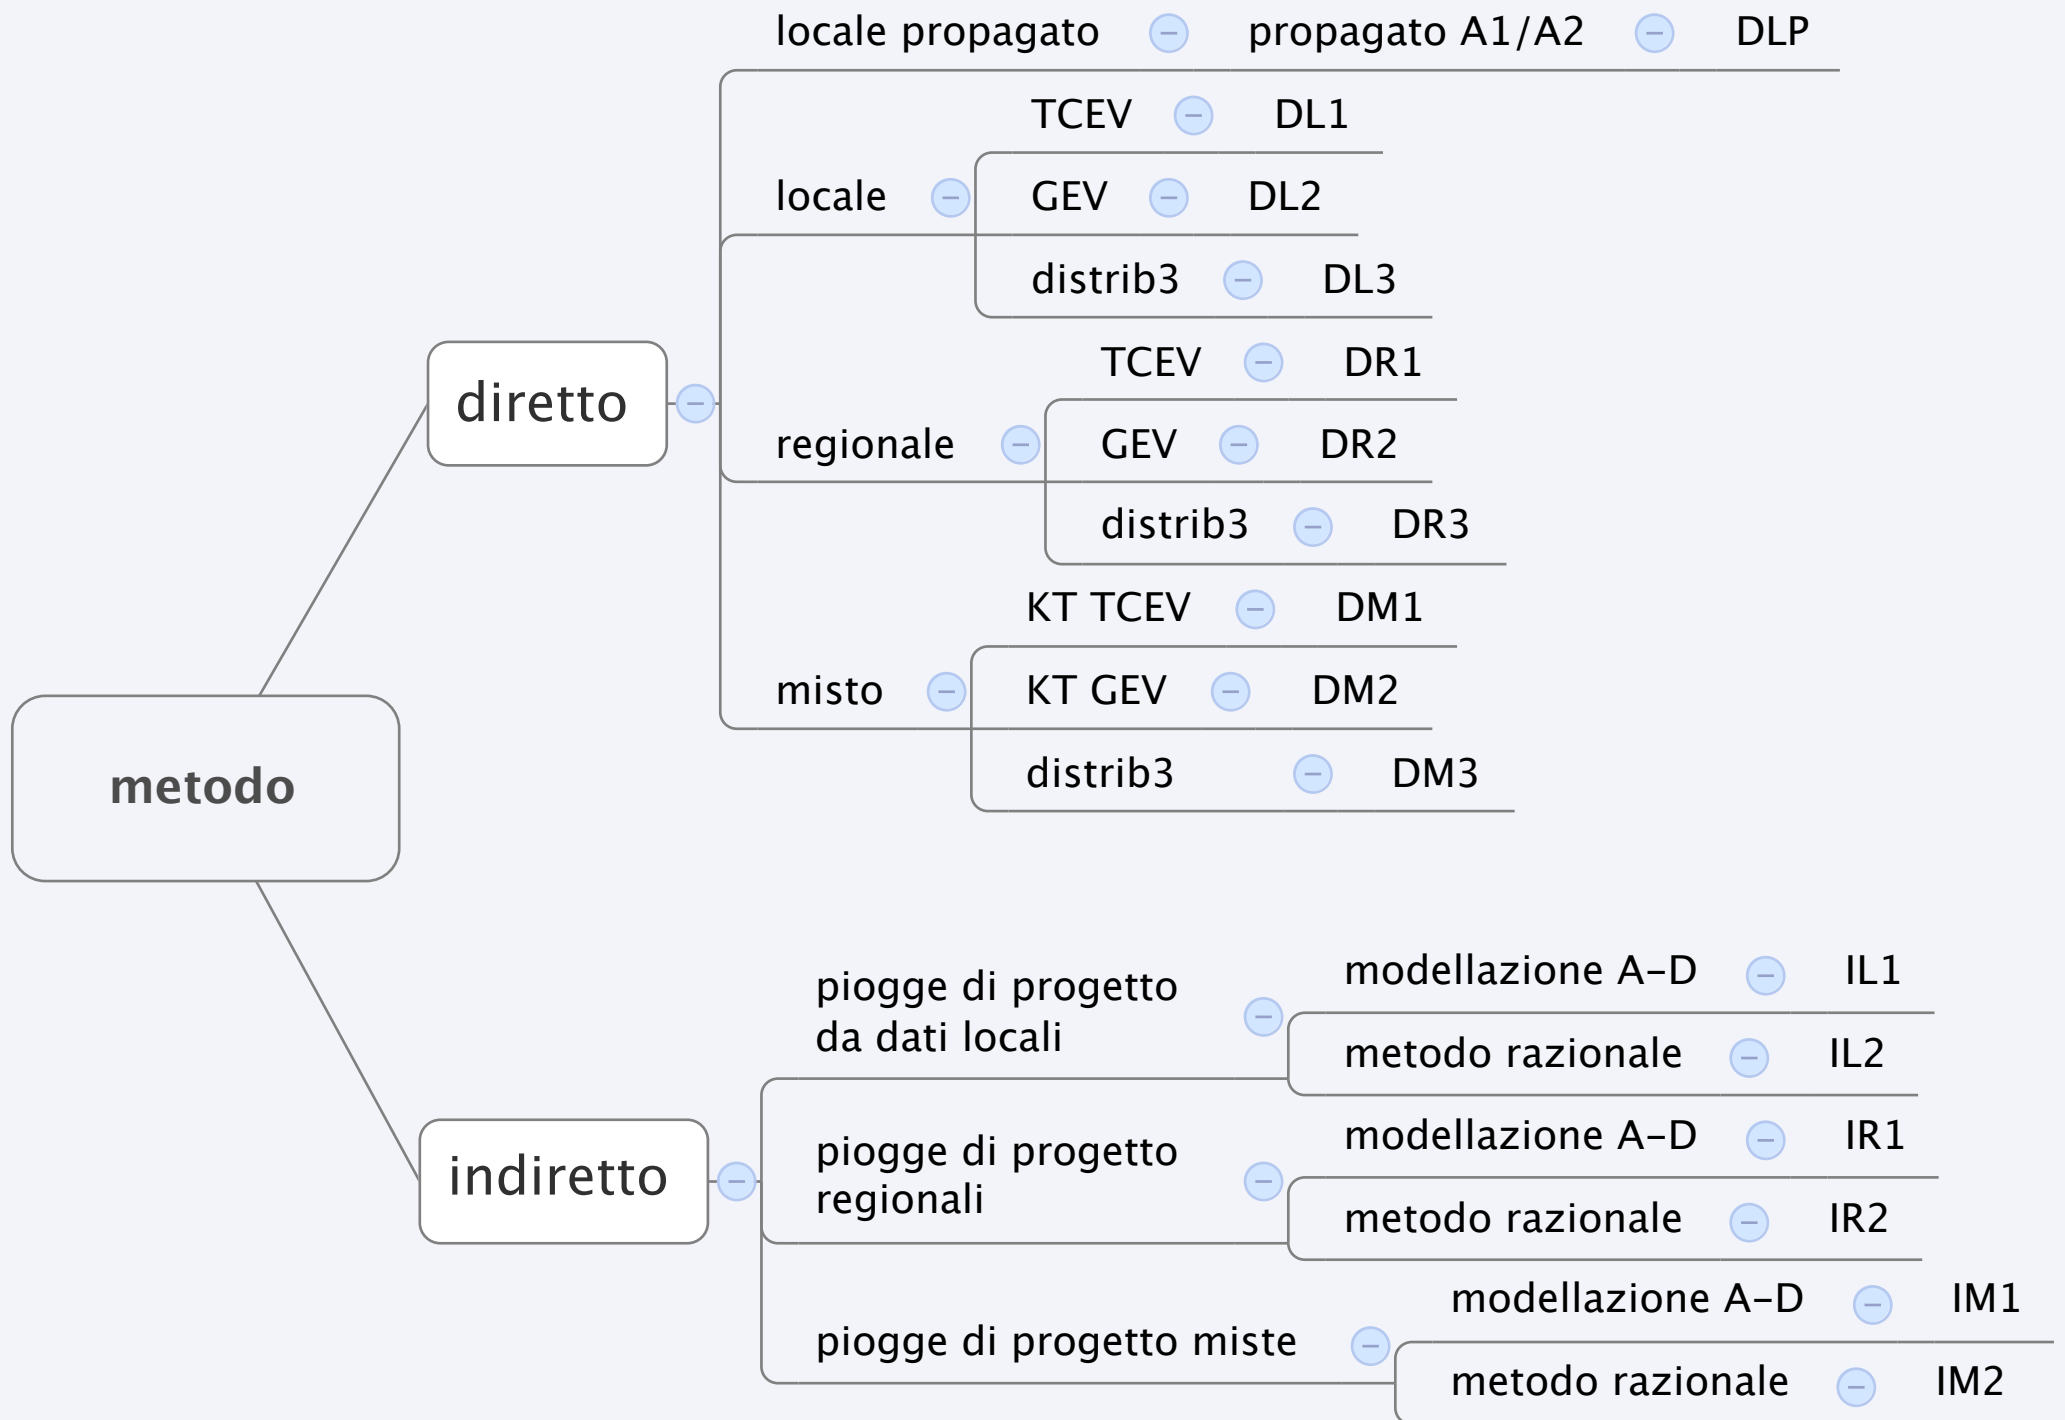 locale propagato propagato A1/A2 DLP
TCEV DL1
locale GEV DL2
distrib3 DL3
TCEV DR1
diretto
regionale GEV DR2
distrib3 DR3
KT TCEV DM1
misto KT GEV DM2
distrib3 DM3
metodo
modellazione A-D IL1
piogge di progetto
da dati locali
metodo razionale IL2
modellazione A-D IR1
piogge di progetto
indiretto
regionali
metodo razionale IR2
modellazione A-D IM1
piogge di progetto miste
metodo razionale IM2